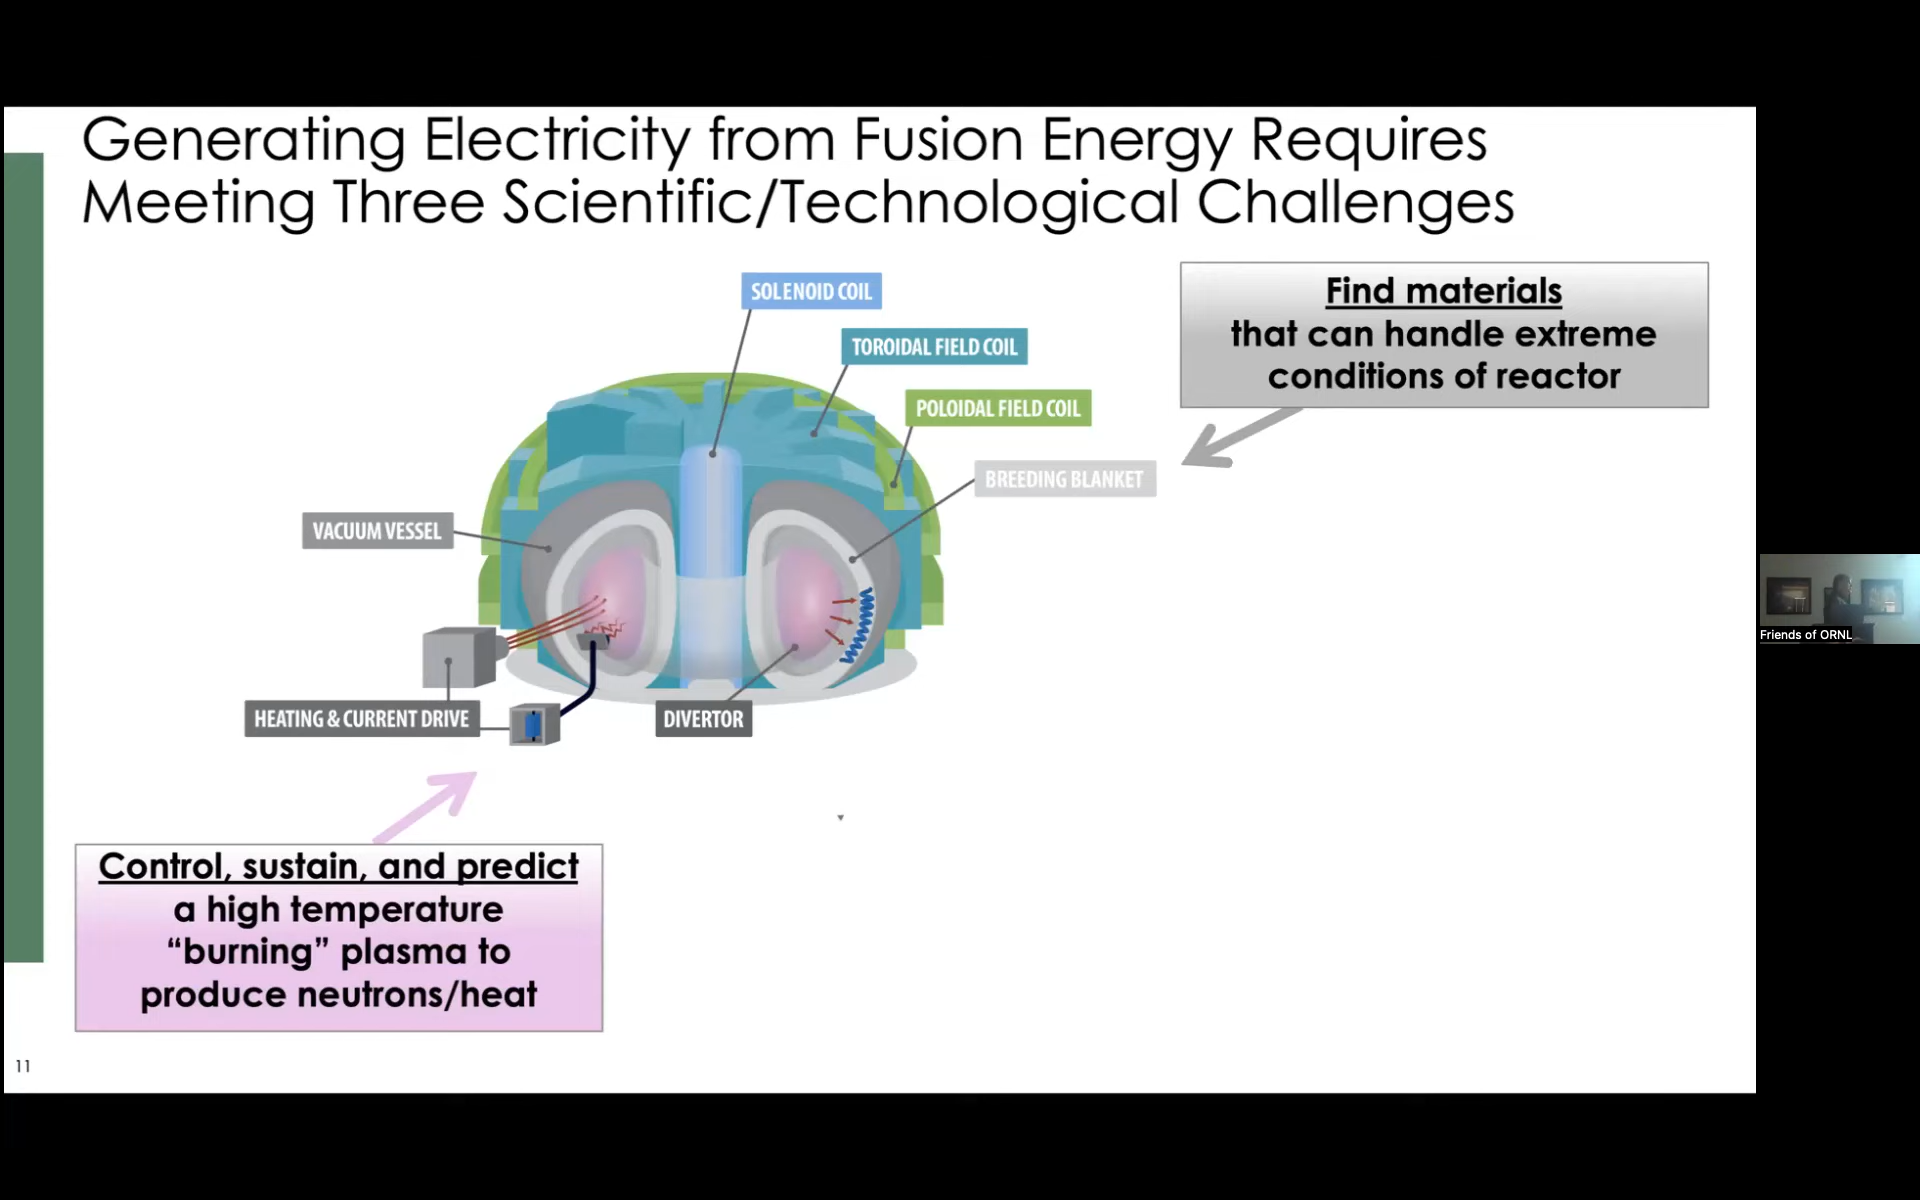 Generating Electricity from Fusion Energy Requires
Meeting Three Scientific/Technological Challenges
SOLENOID COIL
TOROIDAL FIELD COIL
POLOIDAL FIELD COIL
BREEDING BLANKET
VACUUM VESSEL
HEATING & CURRENT DRIVE
DIVERTOR
Find materials
that can handle extreme
conditions of reactor
Control, sustain, and predict
a high temperature
“burning” plasma to
produce neutrons/heat
11
Friends of ORNL